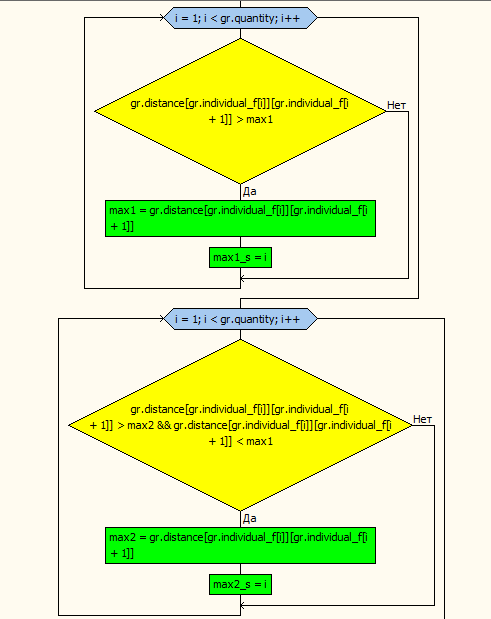 i = 1; i < gr.quantity; i++
gr.distance[gr.individual_f[i]][gr.individual_f[i
+ 1]] > max1
Нет
Да
max1 = gr.distance[gr.individual_f[i]][gr.individual_f[i
+ 1]]
max1_s = i
i = 1; i < gr.quantity; i++
gr.distance[gr.individual_f[i]][gr.individual_f[i
+ 1]] > max2 && gr.distance[gr.individual_f[i]][gr.individual_f[i
+ 1]] < max1
Нет
Да
max2 = gr.distance[gr.individual_f[i]][gr.individual_f[i
+ 1]]
max2_s = i